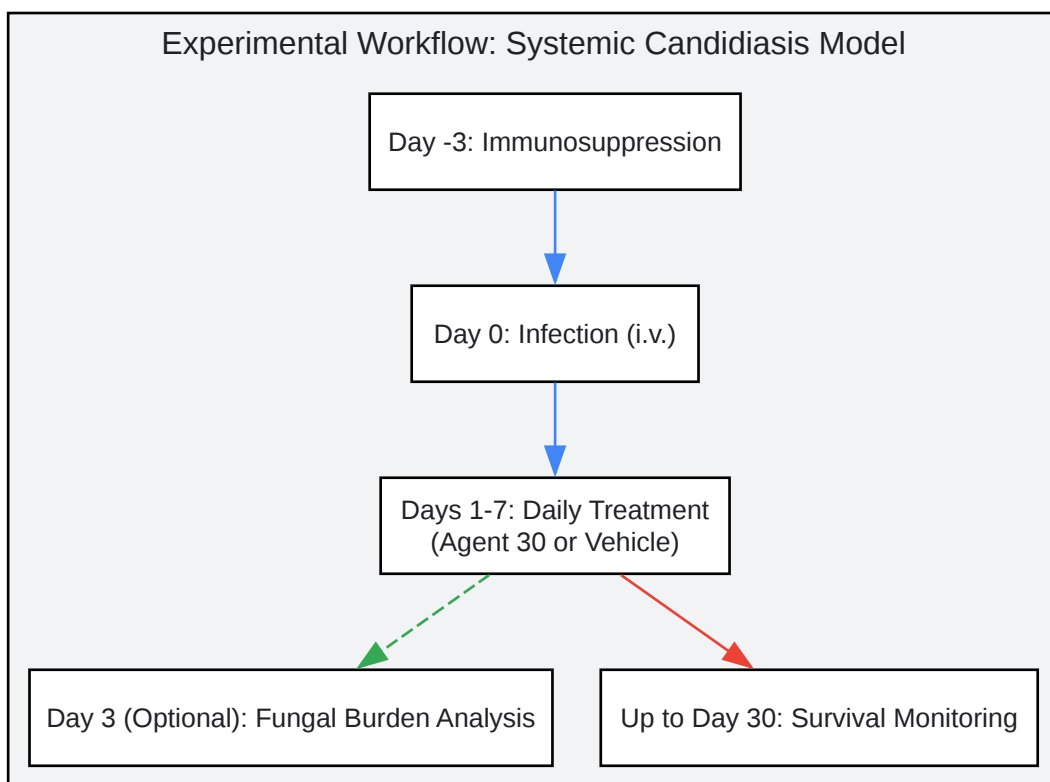 Experimental Workflow: Systemic Candidiasis Model
Day -3: Immunosuppression
Day 0: Infection (i.v.)
Days 1-7: Daily Treatment
(Agent 30 or Vehicle)
Day 3 (Optional): Fungal Burden Analysis
Up to Day 30: Survival Monitoring